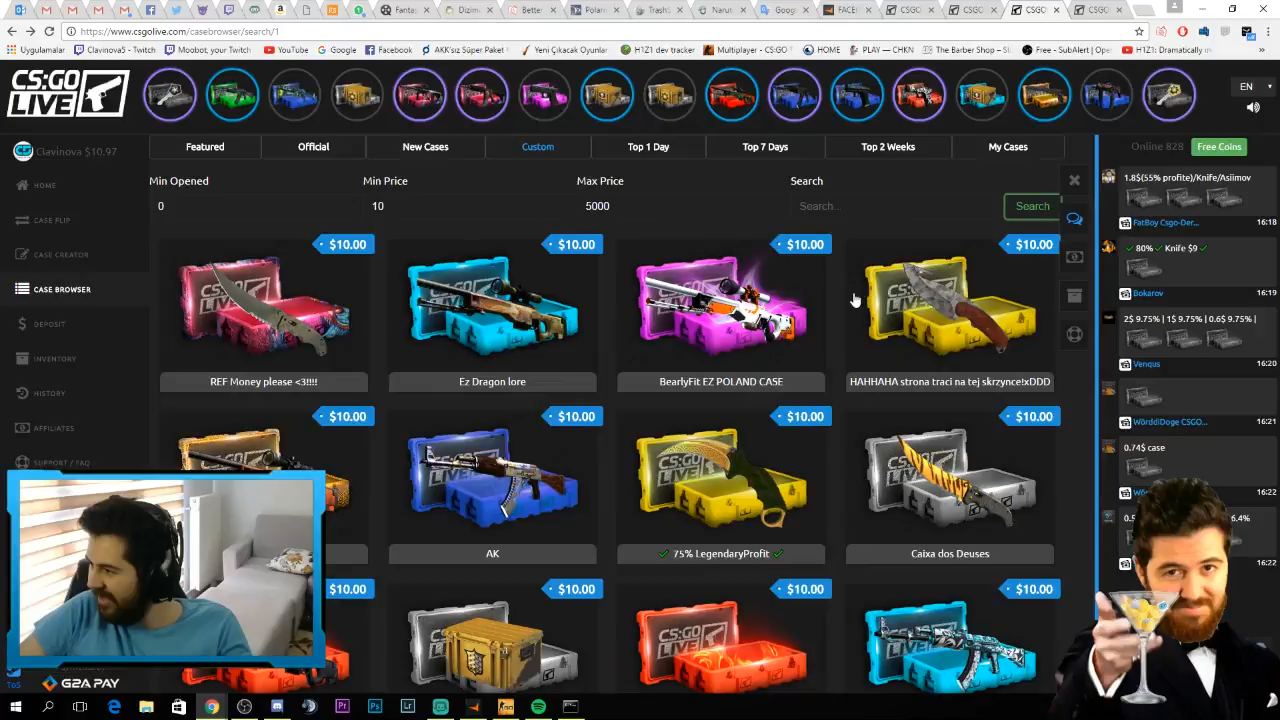 https://www.csgolive.com/casebrowser/search/1
Uygulamalar
Clavinova5 - Twitch
Moobot, your Twitch
YouTube
Google
Facebook
AKK'sız Süper Paket
Yeni Çıkacak Oyunlar
H1Z1 dev tracker
Multiplayer - CS:GO
HOME
PLAY — CHKN
The Barber Shop - S
Free - SubAlert | Open
H1Z1: Dramatically m
CS:GO
LIVE
EN
Clavinova $10.97
HOME
CASE FLIP
CASE CREATOR
CASE BROWSER
DEPOSIT
INVENTORY
HISTORY
AFFILIATES
SUPPORT / FAQ
ToS
G2A PAY
Featured
Official
New Cases
Custom
Top 1 Day
Top 7 Days
Top 2 Weeks
My Cases
Min Opened
Min Price
Max Price
Search
0
10
5000
Search...
Search
$10.00
$10.00
$10.00
$10.00
REF Money please <3!!!!
Ez Dragon lore
BearlyFit EZ POLAND CASE
HAHHAHA strona traci na tej skrzynce!xDDD
$10.00
$10.00
$10.00
$10.00
AK
✓ 75% LegendaryProfit ✓
Caixa dos Deuses
$10.00
$10.00
$10.00
$10.00
Online 828
Free Coins
1.8$(55% profite)/Knife/Asiimov
FatBoy Csgo-Der...
16:18
✓ 80% ✓ Knife $9 ✓
Bokarov
16:19
2$ 9.75% | 1$ 9.75% | 0.6$ 9.75% |
Venqus
16:20
WörddiDoge CSGO...
16:21
0.74$ case
16:22
6.4%
16:22